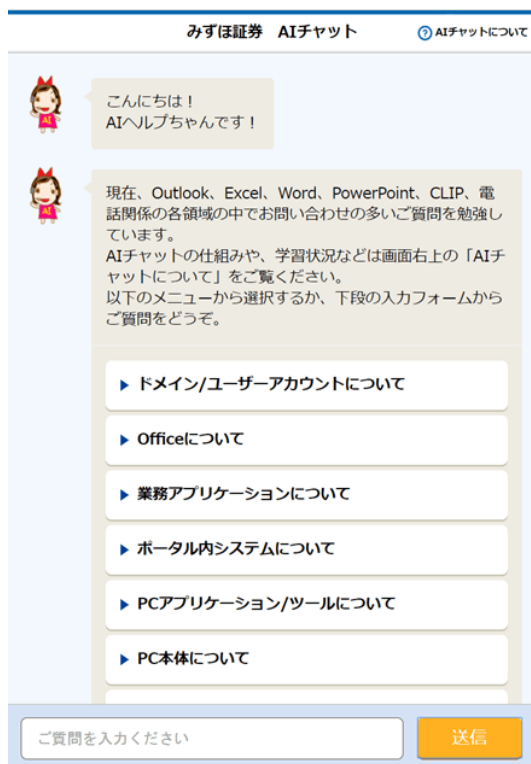 みずほ証券 AIチャット
? AIチャットについて
こんにちは！
AIヘルプちゃんです！
AI
現在、Outlook、Excel、Word、PowerPoint、CLIP、電
話関係の各領域の中でお問い合わせの多いご質問を勉強し
ています。
AIチャットの仕組みや、学習状況などは画面右上の「AIチ
ャットについて」をご覧ください。
以下のメニューから選択するか、下段の入力フォームから
ご質問をどうぞ。
AI
▶ ドメイン/ユーザーアカウントについて
▶ Officeについて
▶ 業務アプリケーションについて
▶ ポータル内システムについて
▶ PCアプリケーション/ツールについて
▶ PC本体について
ご質問を入力ください
送信